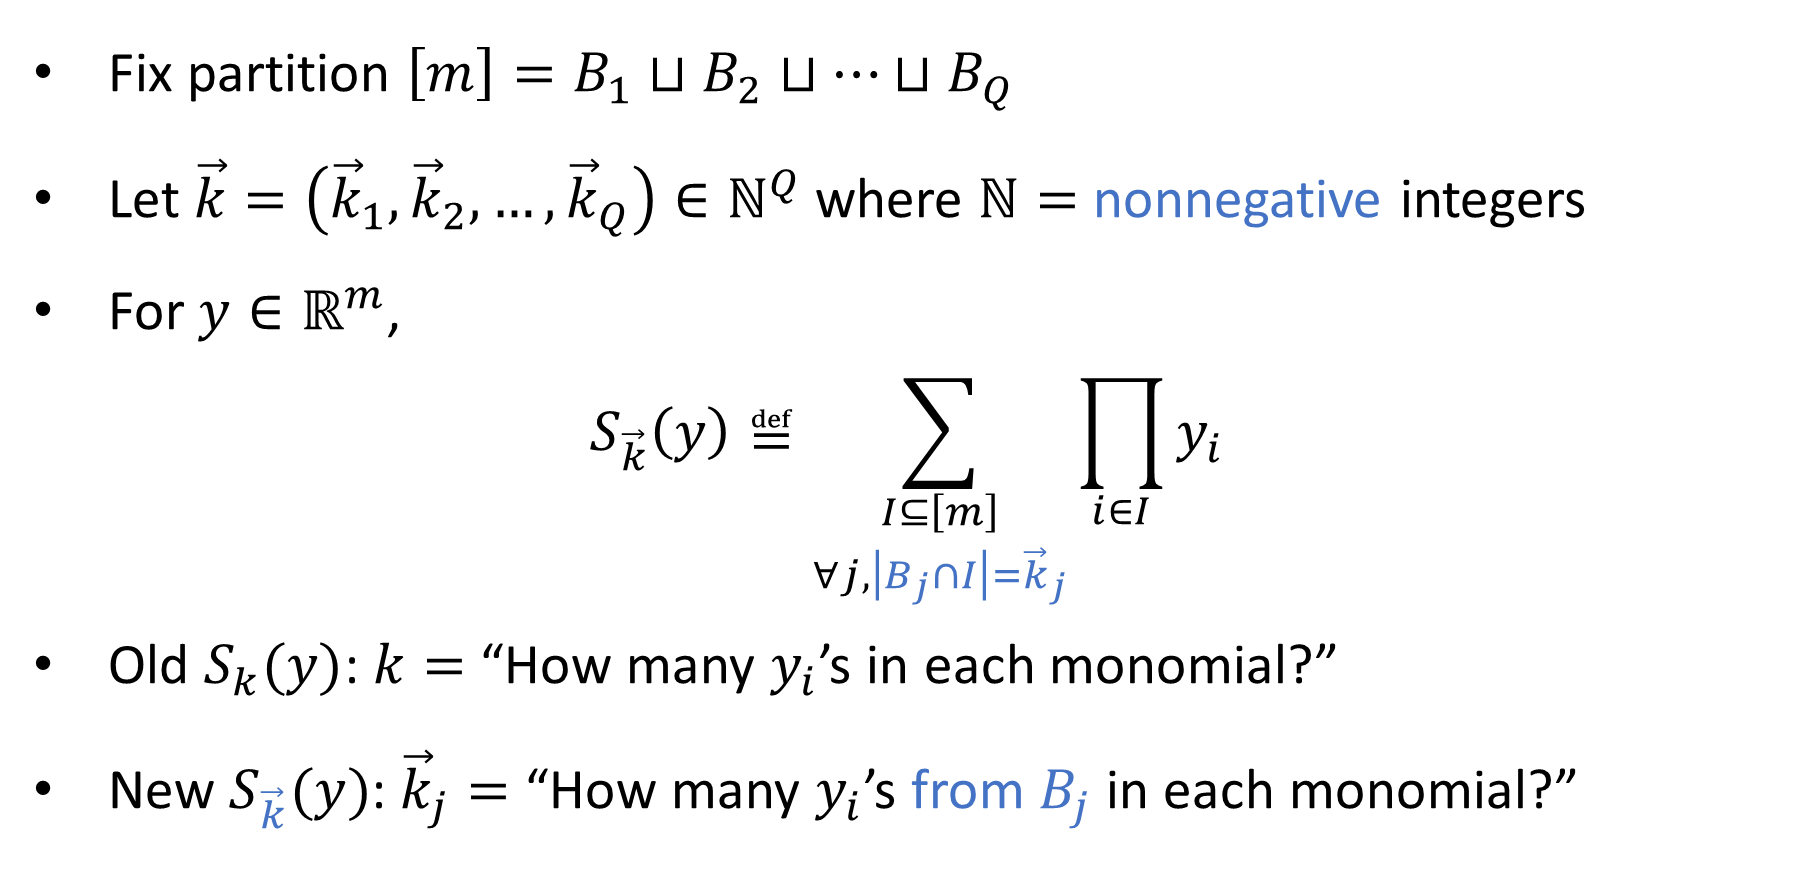 • Fix partition [m] = B₁ ⊔ B₂ ⊔ ⋯ ⊔ B_Q
• Let k⃗ = (k⃗₁, k⃗₂, …, k⃗_Q) ∈ ℕ^Q where ℕ = nonnegative integers
• For y ∈ ℝ^m,
S_k⃗(y) ≝ ∑_{I⊆[m] ∀j,|B_j∩I|=k⃗_j} ∏_{i∈I} y_i
• Old S_k(y): k = “How many y_i’s in each monomial?”
• New S_k⃗(y): k⃗_j = “How many y_i’s from B_j in each monomial?”